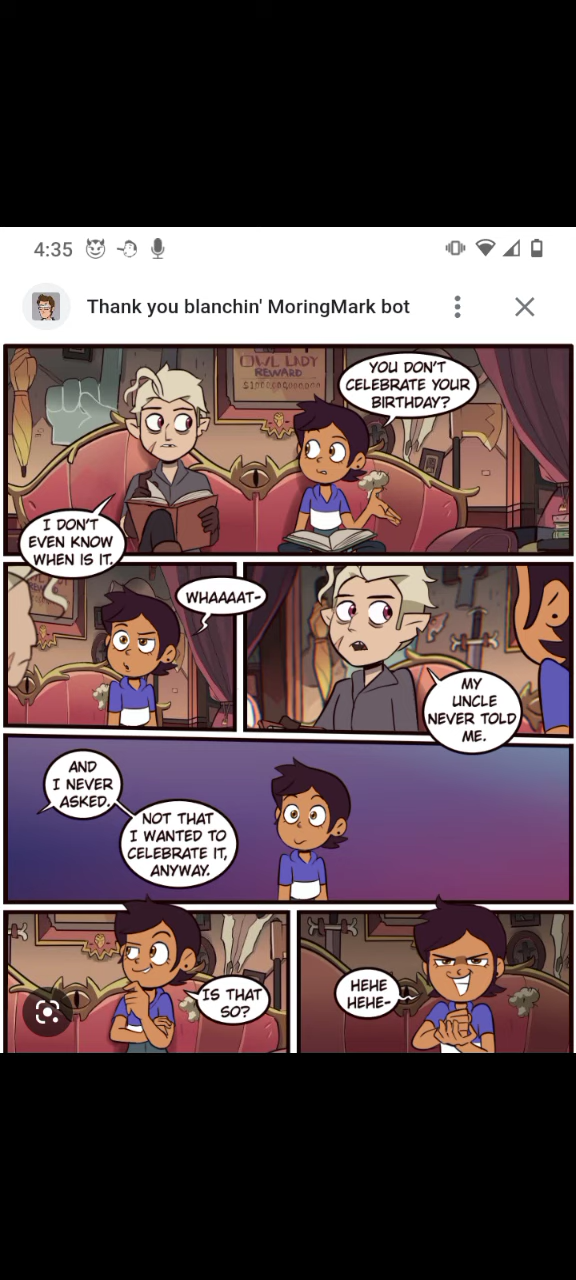 4:35
Thank you blanchin' MoringMark bot
OWL LADY
REWARD
YOU DON'T
CELEBRATE YOUR
BIRTHDAY?
I DON'T
EVEN KNOW
WHEN IS IT.
WHAAAAT-
MY
UNCLE
NEVER TOLD
ME.
AND
I NEVER
ASKED.
NOT THAT
I WANTED TO
CELEBRATE IT,
ANYWAY.
IS THAT
SO?
HEHE
HEHE-